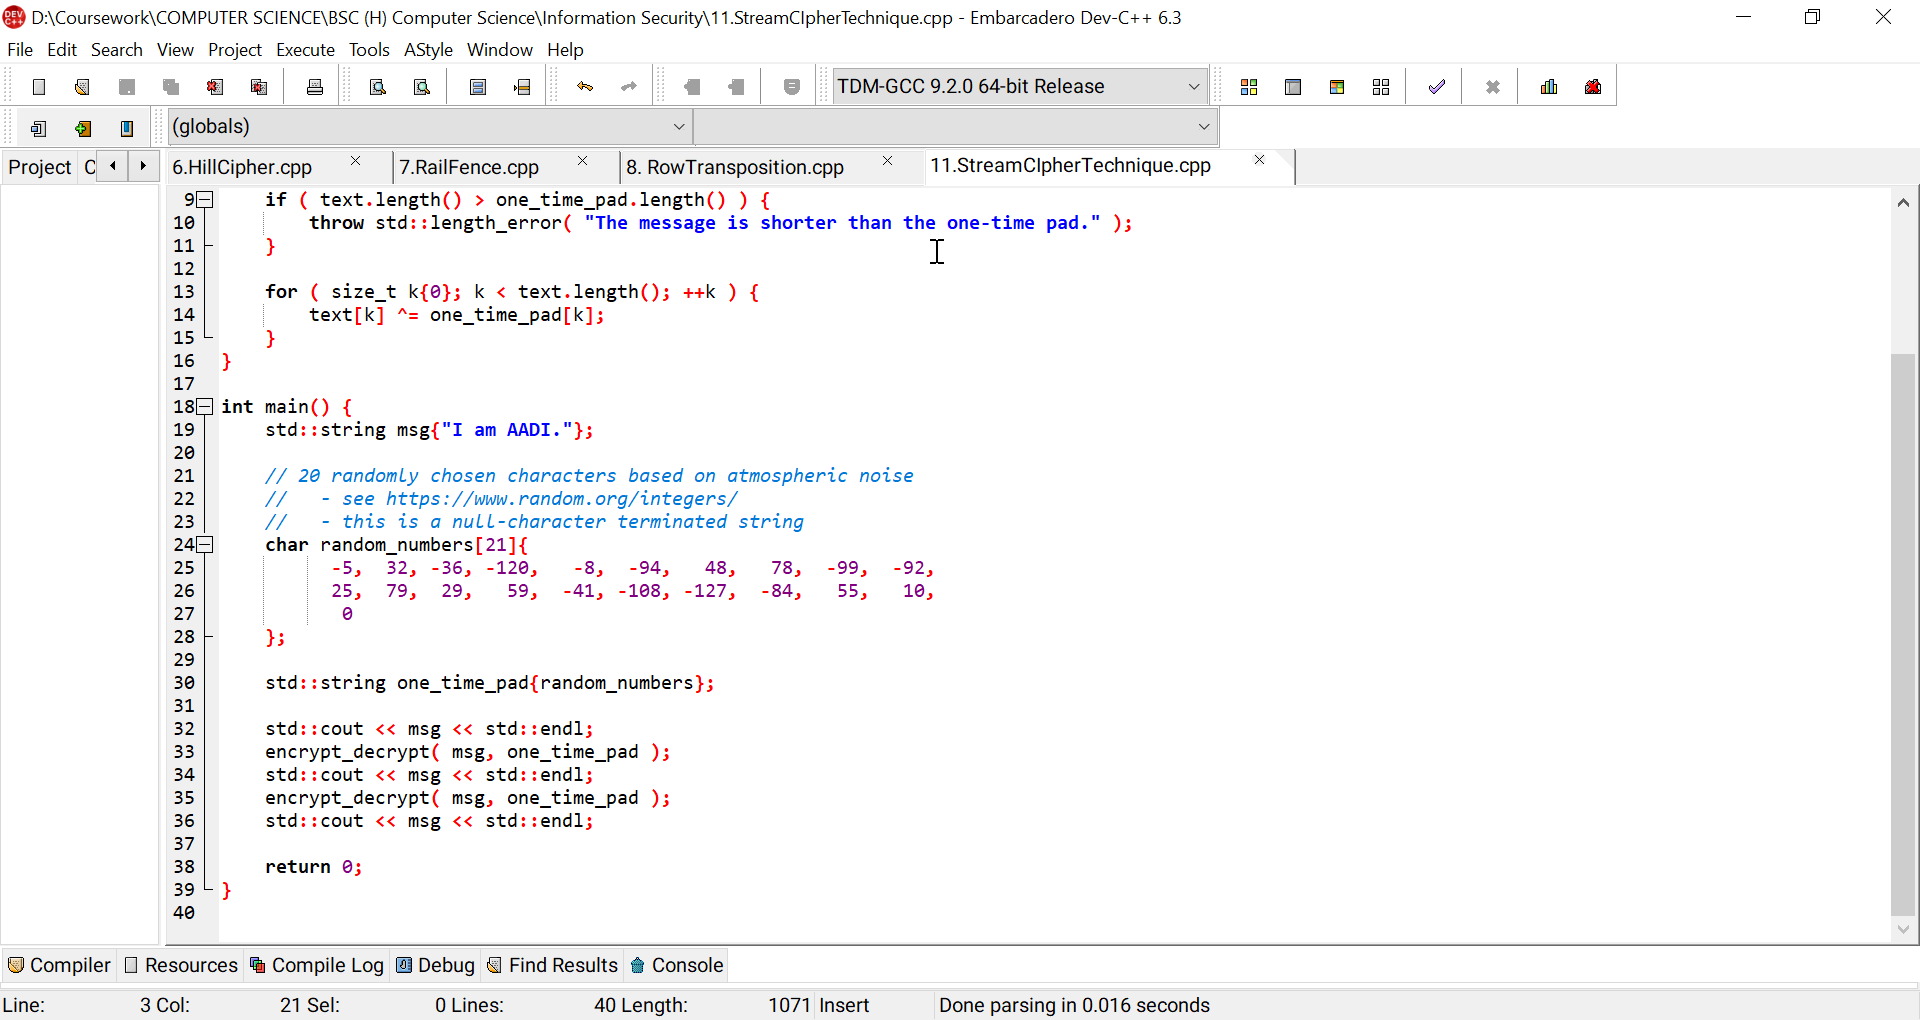 D:\Coursework\COMPUTER SCIENCE\BSC (H) Computer Science\Information Security\11.StreamCIpherTechnique.cpp - Embarcadero Dev-C++ 6.3
File Edit Search View Project Execute Tools AStyle Window Help
TDM-GCC 9.2.0 64-bit Release
(globals)
Project C 6.HillCipher.cpp 7.RailFence.cpp 8. RowTransposition.cpp 11.StreamCIpherTechnique.cpp
9 if ( text.length() > one_time_pad.length() ) {
10 throw std::length_error( "The message is shorter than the one-time pad." );
11 }
12
13 for ( size_t k{0}; k < text.length(); ++k ) {
14 text[k] ^= one_time_pad[k];
15 }
16 }
17
18 int main() {
19 std::string msg{"I am AADI."};
20
21 // 20 randomly chosen characters based on atmospheric noise
22 // - see https://www.random.org/integers/
23 // - this is a null-character terminated string
24 char random_numbers[21]{
25 -5, 32, -36, -120, -8, -94, 48, 78, -99, -92,
26 25, 79, 29, 59, -41, -108, -127, -84, 55, 10,
27 0
28 };
29
30 std::string one_time_pad{random_numbers};
31
32 std::cout << msg << std::endl;
33 encrypt_decrypt( msg, one_time_pad );
34 std::cout << msg << std::endl;
35 encrypt_decrypt( msg, one_time_pad );
36 std::cout << msg << std::endl;
37
38 return 0;
39 }
40
Compiler Resources Compile Log Debug Find Results Console
Line: 3 Col: 21 Sel: 0 Lines: 40 Length: 1071 Insert Done parsing in 0.016 seconds